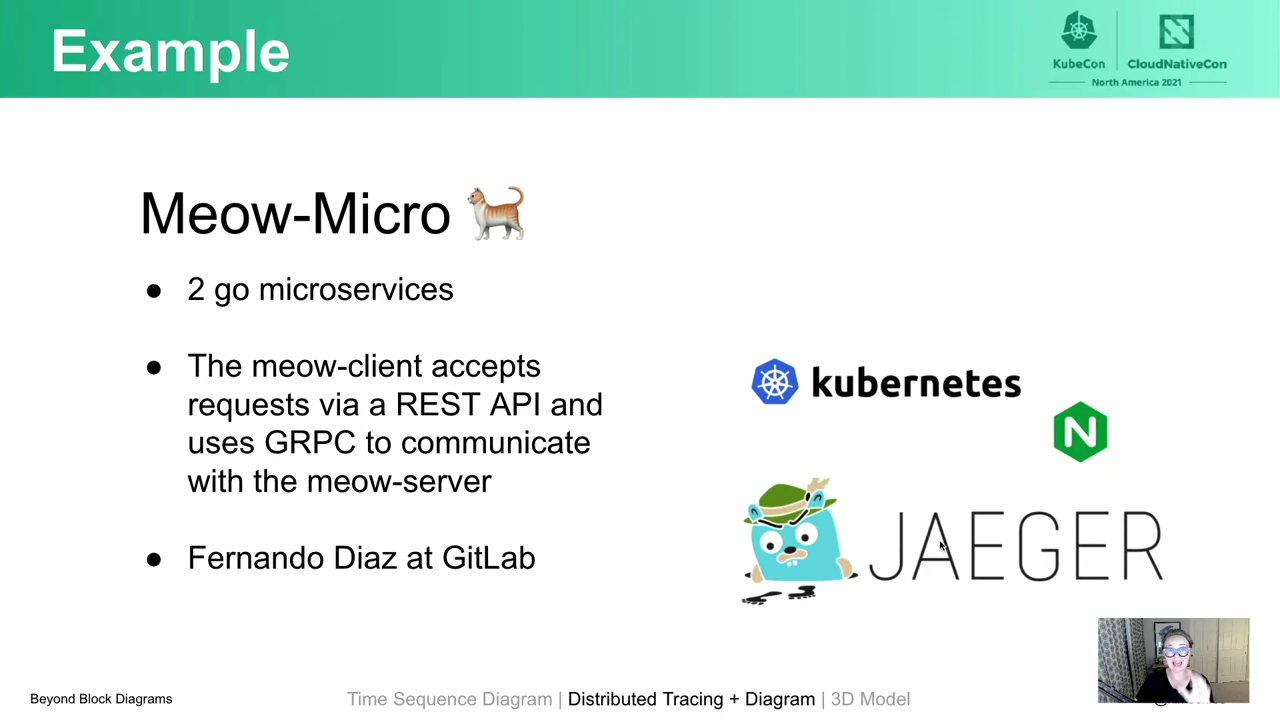 Example
KubeCon
CloudNativeCon
North America 2021
Meow-Micro
● 2 go microservices
● The meow-client accepts
requests via a REST API and
uses GRPC to communicate
with the meow-server
● Fernando Diaz at GitLab
kubernetes
N
JAEGER
Beyond Block Diagrams
Time Sequence Diagram | Distributed Tracing + Diagram | 3D Model